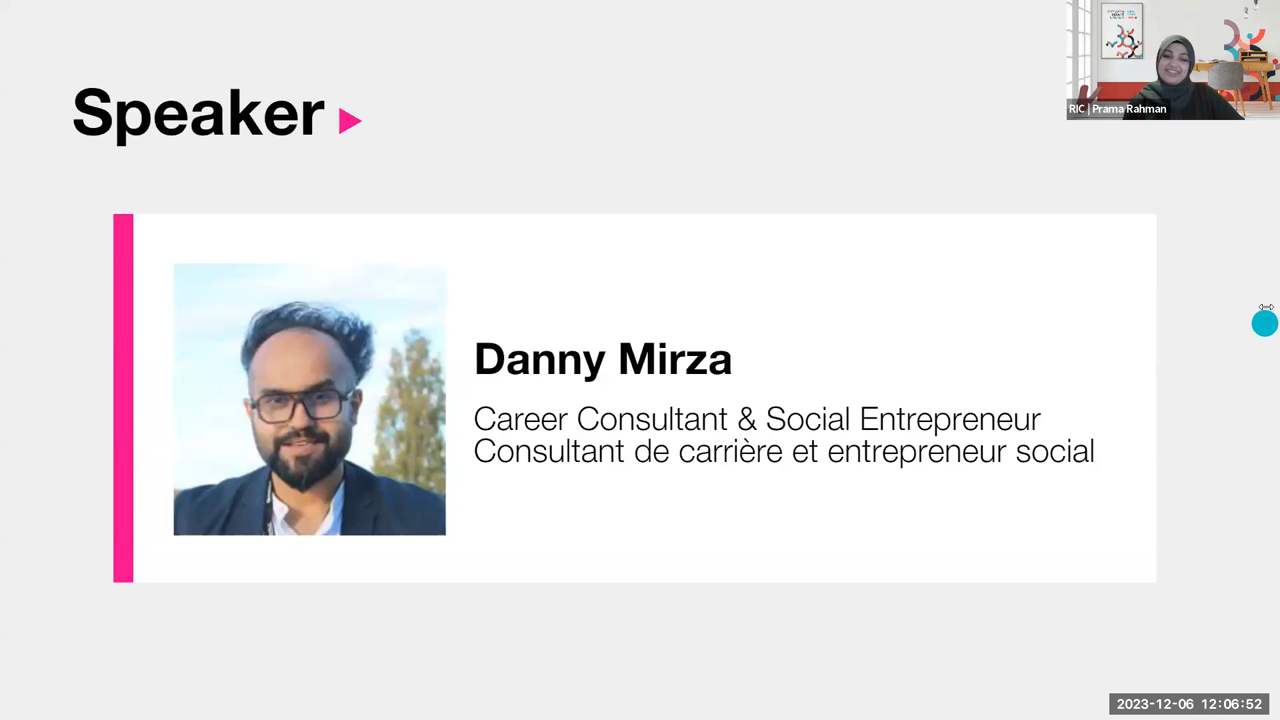 Speaker
RIC | Prama Rahman
Danny Mirza
Career Consultant & Social Entrepreneur
Consultant de carrière et entrepreneur social
2023-12-06 12:06:52